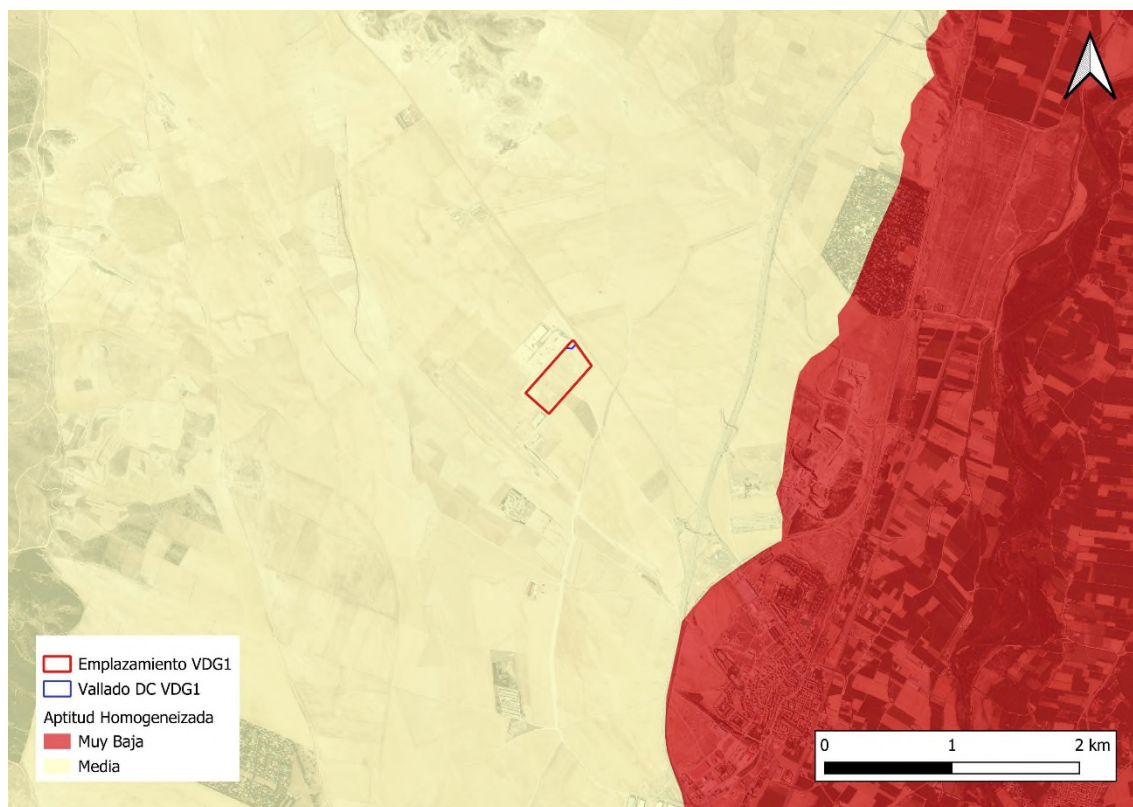 Emplazamiento VDG1
Vallado DC VDG1
Aptitud Homogeneizada
Muy Baja
Media
0 1 2 km